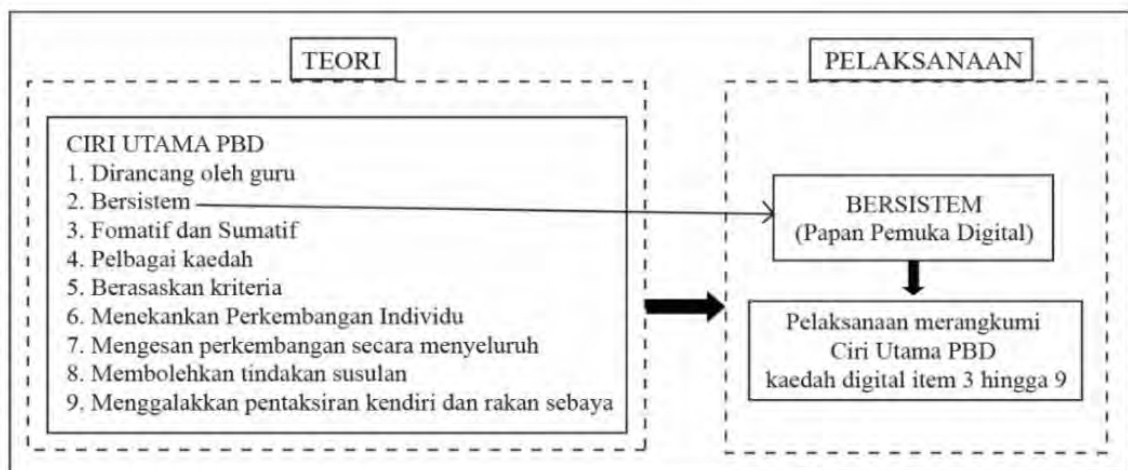 TEORI
CIRI UTAMA PBD
1. Dirancang oleh guru
2. Bersistem
3. Fomatif dan Sumatif
4. Pelbagai kaedah
5. Berasaskan kriteria
6. Menekankan Perkembangan Individu
7. Mengesan perkembangan secara menyeluruh
8. Membolehkan tindakan susulan
9. Menggalakkan pentaksiran kendiri dan rakan sebaya
PELAKSANAAN
BERSISTEM
(Papan Pemuka Digital)
Pelaksanaan merangkumi
Ciri Utama PBD
kaedah digital item 3 hingga 9